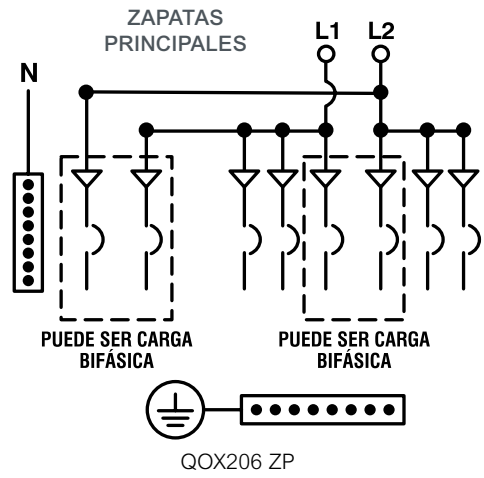 ZAPATAS
PRINCIPALES
L1
L2
N
PUEDE SER CARGA
BIFÁSICA
PUEDE SER CARGA
BIFÁSICA
QOX206 ZP